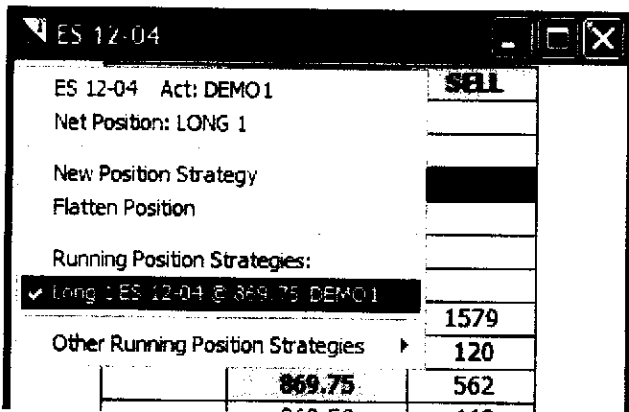 ES 12-04
ES 12-04 Act: DEMO1
SELL
Net Position: LONG 1
New Position Strategy
Flatten Position
Running Position Strategies:
Long 1 ES 12-04 @ 869.75 DEMO1
1579
Other Running Position Strategies
120
869.75 562